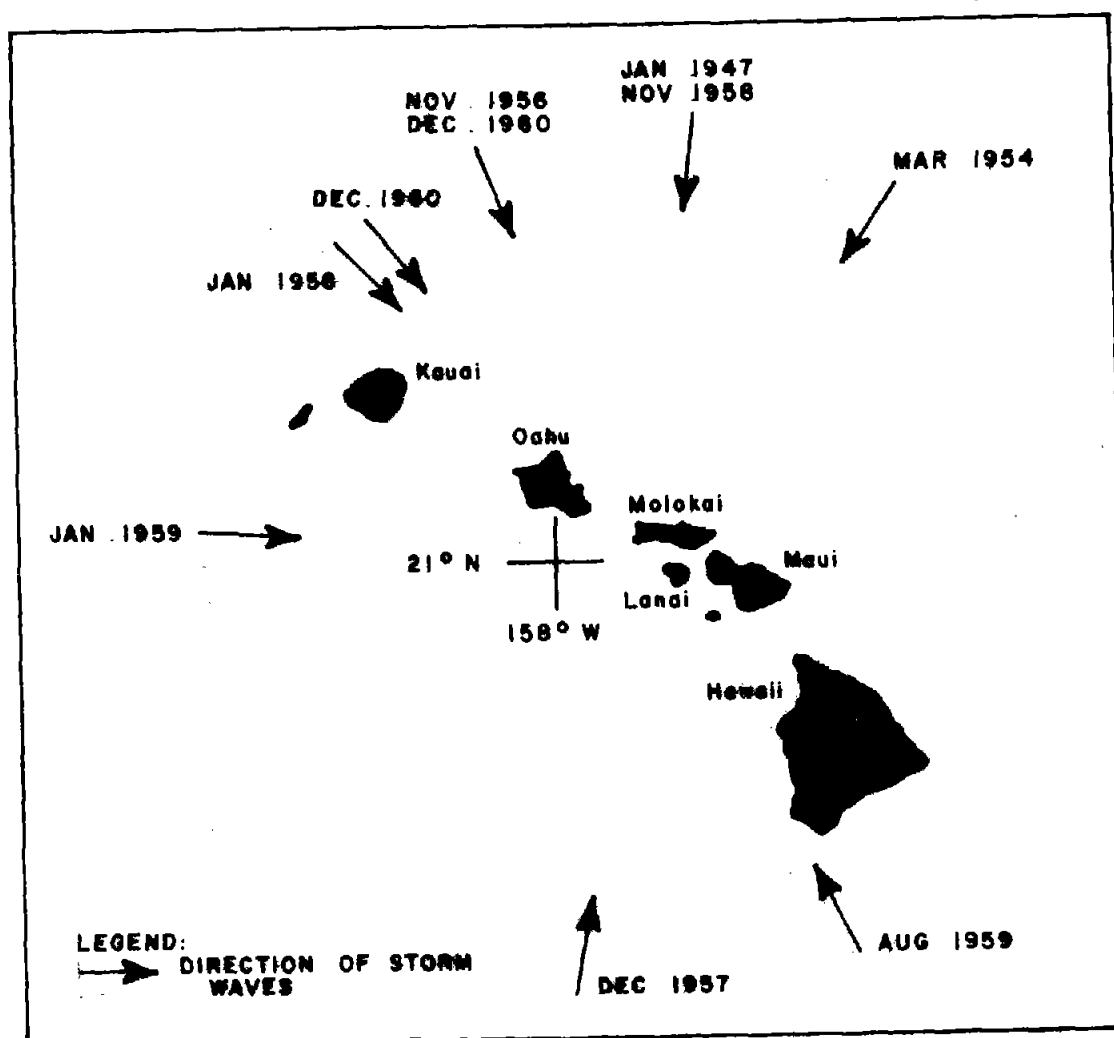 JAN 1947
NOV 1958
NOV. 1956
DEC. 1960
MAR 1954
DEC. 1960
JAN 1958
Kauai
Oahu
Molokai
JAN. 1959
21° N
Maui
Lanai
158° W
Hawaii
LEGEND:
DIRECTION OF STORM
WAVES
AUG 1959
DEC 1957